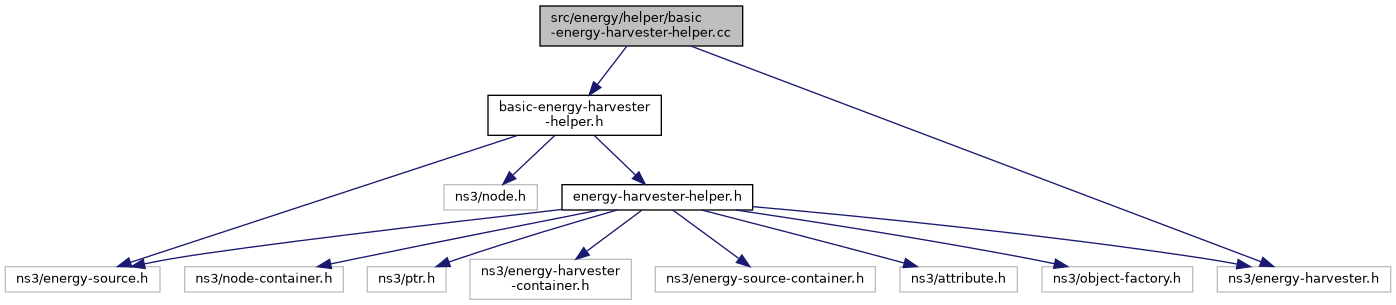 src/energy/helper/basic
-energy-harvester-helper.cc
basic-energy-harvester
-helper.h
ns3/node.h
energy-harvester-helper.h
ns3/energy-source.h
ns3/node-container.h
ns3/ptr.h
ns3/energy-harvester
-container.h
ns3/energy-source-container.h
ns3/attribute.h
ns3/object-factory.h
ns3/energy-harvester.h